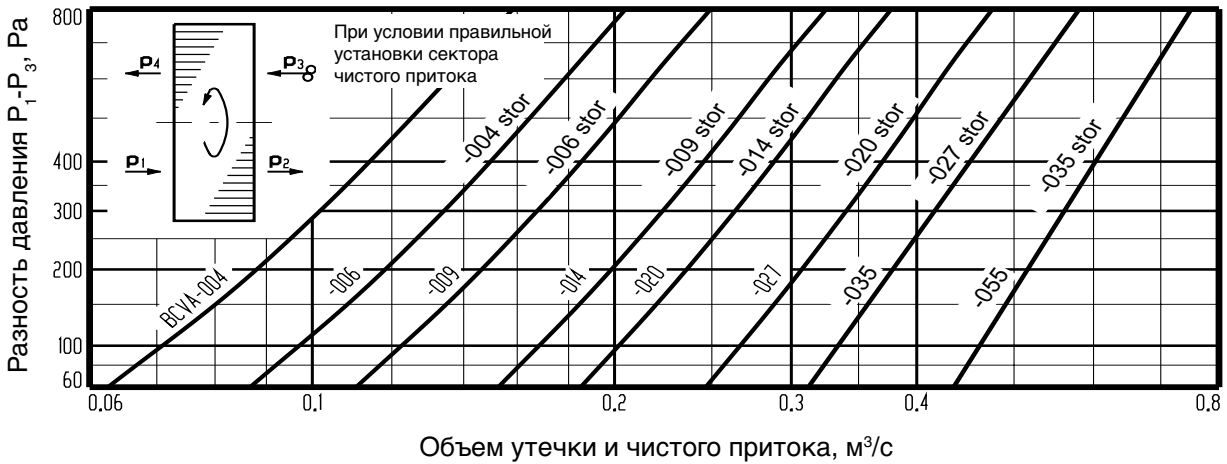 Разность давления P₁-P₃, Pa
800
400
300
200
100
60
При условии правильной
установки сектора
чистого притока
P₄
P₃
P₁
P₂
-004 stor
-006 stor
-009 stor
-014 stor
-020 stor
-027 stor
-035 stor
BCVA-004
-006
-009
-014
-020
-027
-035
-055
0.06
0.1
0.2
0.3
0.4
0.8
Объем утечки и чистого притока, м³/с